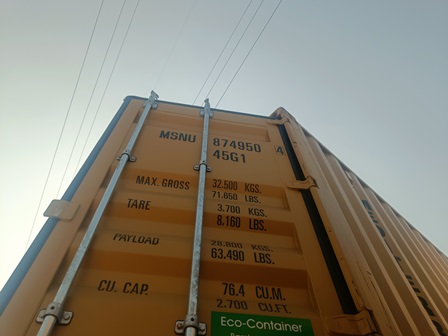 MSNU 874950 4
45G1
MAX. GROSS 32.500 KGS.
71.650 LBS.
TARE 3.700 KGS.
8.160 LBS.
PAYLOAD 28.800 KGS.
63.490 LBS.
CU. CAP. 76.4 CU.M.
2.700 CU.FT.
Eco-Container